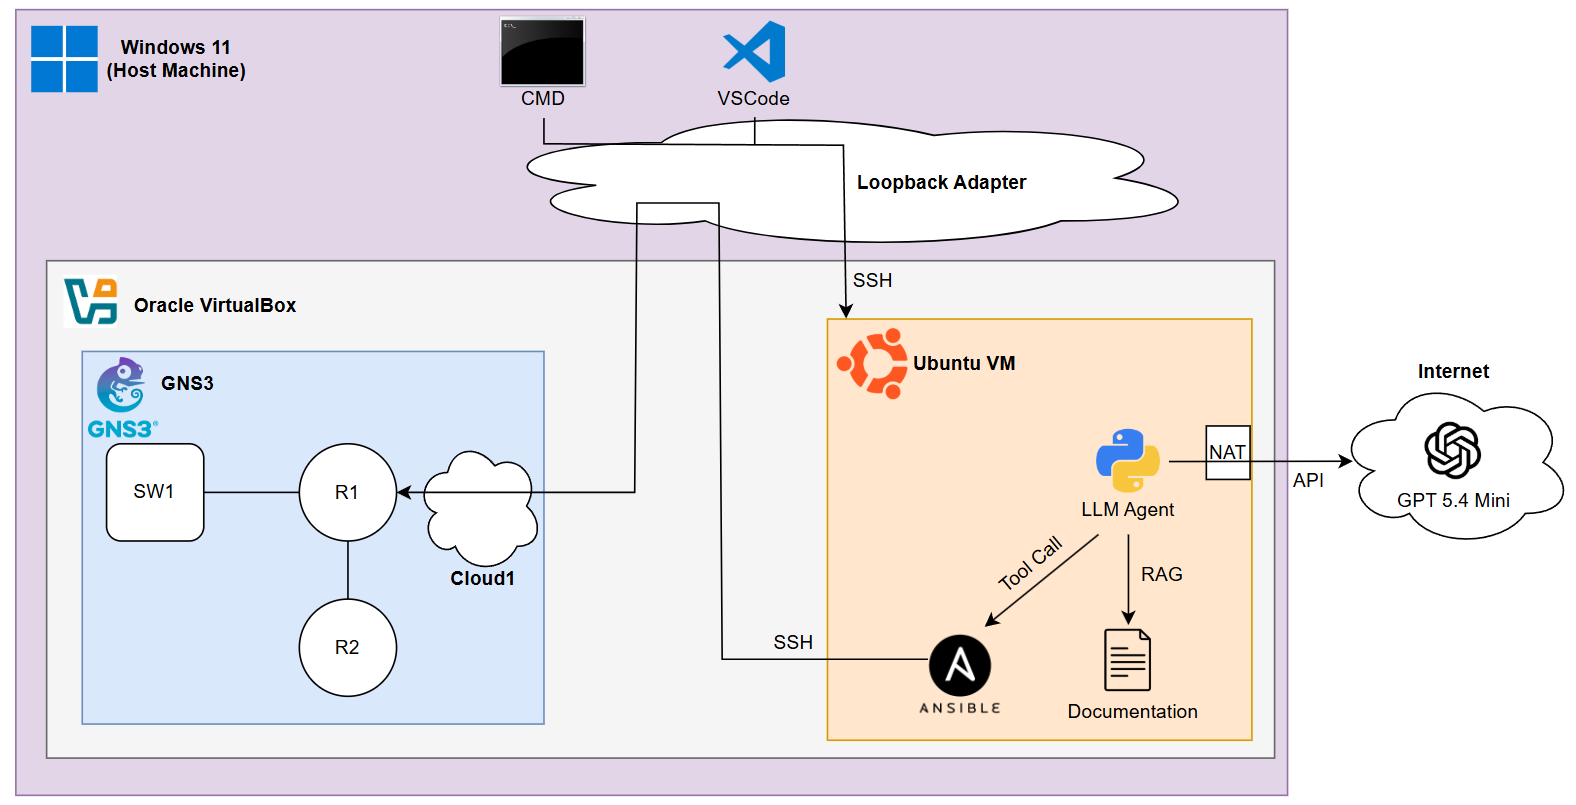 Windows 11
(Host Machine)
CMD
VSCode
Loopback Adapter
SSH
Oracle VirtualBox
GNS3
GNS3®
SW1
R1
Cloud1
R2
Ubuntu VM
LLM Agent
NAT
API
Internet
GPT 5.4 Mini
Tool Call
RAG
SSH
ANSIBLE
Documentation